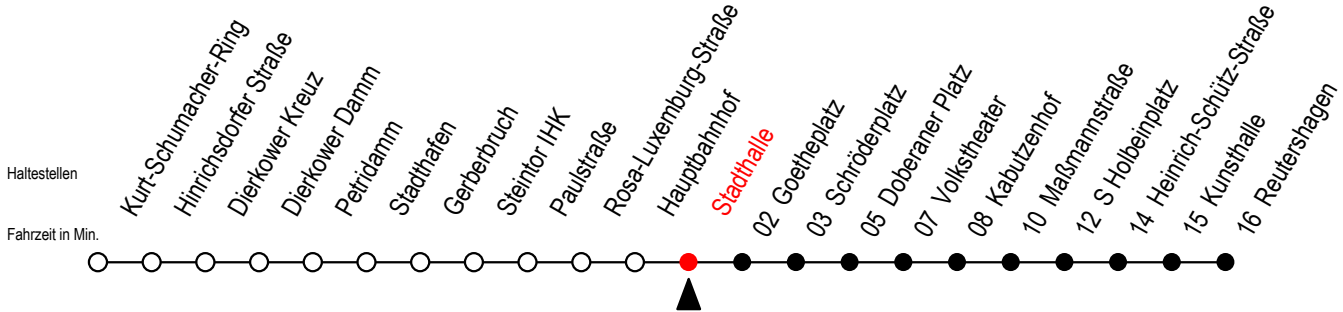 Haltestellen
Kurt-Schumacher-Ring
Hinrichsdorfer Straße
Dierkower Kreuz
Dierkower Damm
Petridamm
Stadthafen
Gerberbruch
Steintor IHK
Paulstraße
Rosa-Luxemburg-Straße
Hauptbahnhof
Stadthalle
02 Goetheplatz
03 Schröderplatz
05 Doberaner Platz
07 Volkstheater
08 Kabutzenhof
10 Maßmannstraße
12 S Holbeinplatz
14 Heinrich-Schütz-Straße
15 Kunsthalle
16 Reutershagen
Fahrzeit in Min.